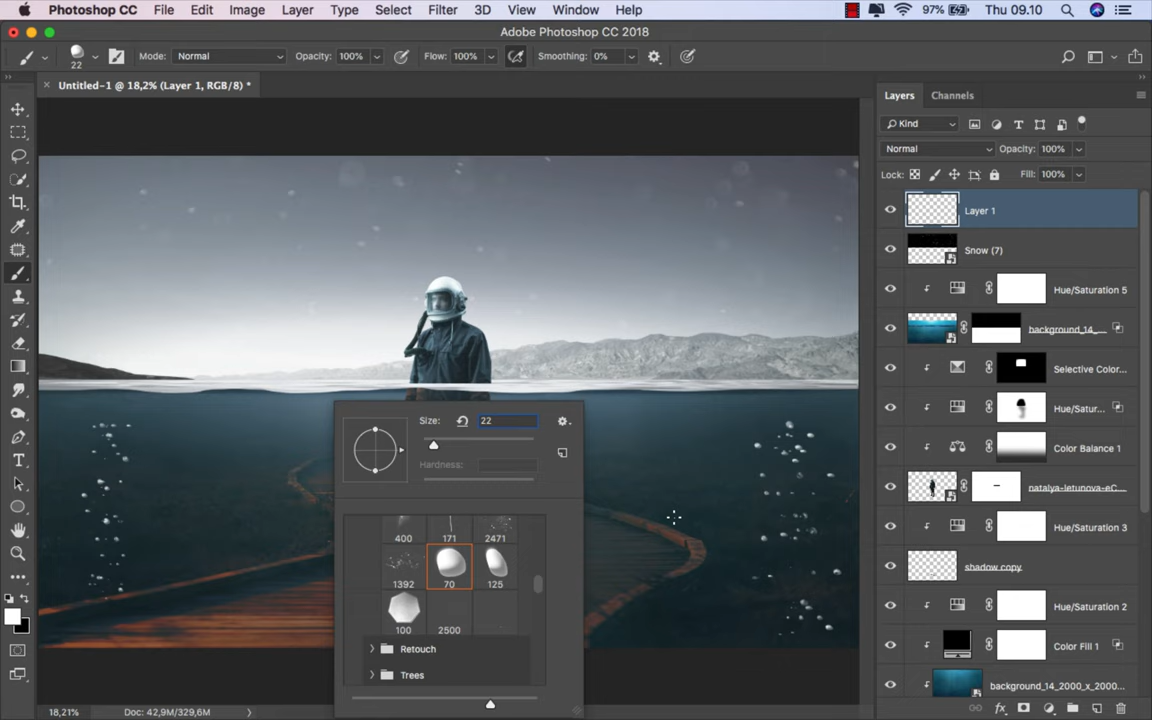 Photoshop CC File Edit Image Layer Type Select Filter 3D View Window Help 97% Thu 09.10
Adobe Photoshop CC 2018
22 Mode: Normal Opacity: 100% Flow: 100% Smoothing: 0%
Untitled-1 @ 18,2% (Layer 1, RGB/8) *
Layers Channels
Kind
Normal Opacity: 100%
Lock: Fill: 100%
Layer 1
Snow (7)
Hue/Saturation 5
background_14_...
Selective Color...
Hue/Satur...
Color Balance 1
natalya-letunova-eC...
Hue/Saturation 3
shadow copy
Hue/Saturation 2
Color Fill 1
background_14_2000_x_2000...
Size: 22
Hardness:
400 171 2471
1392 70 125
100 2500
Retouch
Trees
T
18,21% Doc: 42,9M/329,6M
fx